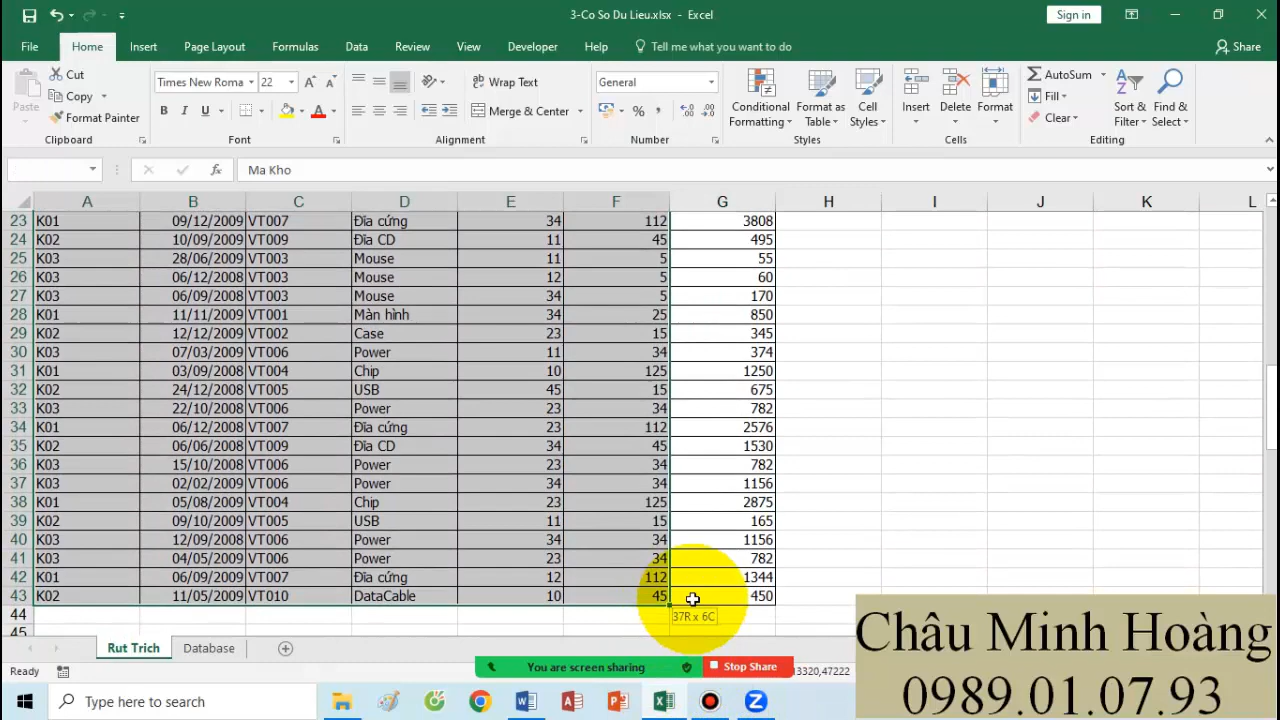 3-Co So Du Lieu.xlsx - Excel
Sign in
File Home Insert Page Layout Formulas Data Review View Developer Help Tell me what you want to do Share
Cut
Copy
Format Painter
Paste
Clipboard
Times New Roma 22
B I U
Font
Wrap Text
Merge & Center
Alignment
General
Number
Conditional Formatting
Format as Table
Cell Styles
Styles
Insert Delete Format
Cells
AutoSum
Fill
Clear
Sort & Filter
Find & Select
Editing
fx Ma Kho
A B C D E F G H I J K L
23 K01 09/12/2009 VT007 Đĩa cứng 34 112 3808
24 K02 10/09/2009 VT009 Đĩa CD 11 45 495
25 K03 28/06/2009 VT003 Mouse 11 5 55
26 K03 06/12/2008 VT003 Mouse 12 5 60
27 K03 06/09/2008 VT003 Mouse 34 5 170
28 K01 11/11/2009 VT001 Màn hình 34 25 850
29 K02 12/12/2009 VT002 Case 23 15 345
30 K03 07/03/2009 VT006 Power 11 34 374
31 K01 03/09/2008 VT004 Chip 10 125 1250
32 K02 24/12/2008 VT005 USB 45 15 675
33 K03 22/10/2008 VT006 Power 23 34 782
34 K01 06/12/2008 VT007 Đĩa cứng 23 112 2576
35 K02 06/06/2008 VT009 Đĩa CD 34 45 1530
36 K03 15/10/2008 VT006 Power 23 34 782
37 K03 02/02/2009 VT006 Power 34 34 1156
38 K01 05/08/2009 VT004 Chip 23 125 2875
39 K02 09/10/2009 VT005 USB 11 15 165
40 K03 12/09/2008 VT006 Power 34 34 1156
41 K03 04/05/2009 VT006 Power 23 34 782
42 K01 06/09/2009 VT007 Đĩa cứng 12 112 1344
43 K02 11/05/2009 VT010 DataCable 10 45 450
44
37R x 6C
45
Rut Trich Database
Ready
You are screen sharing
Stop Share
13320,47222
Type here to search
Châu Minh Hoàng
0989.01.07.93